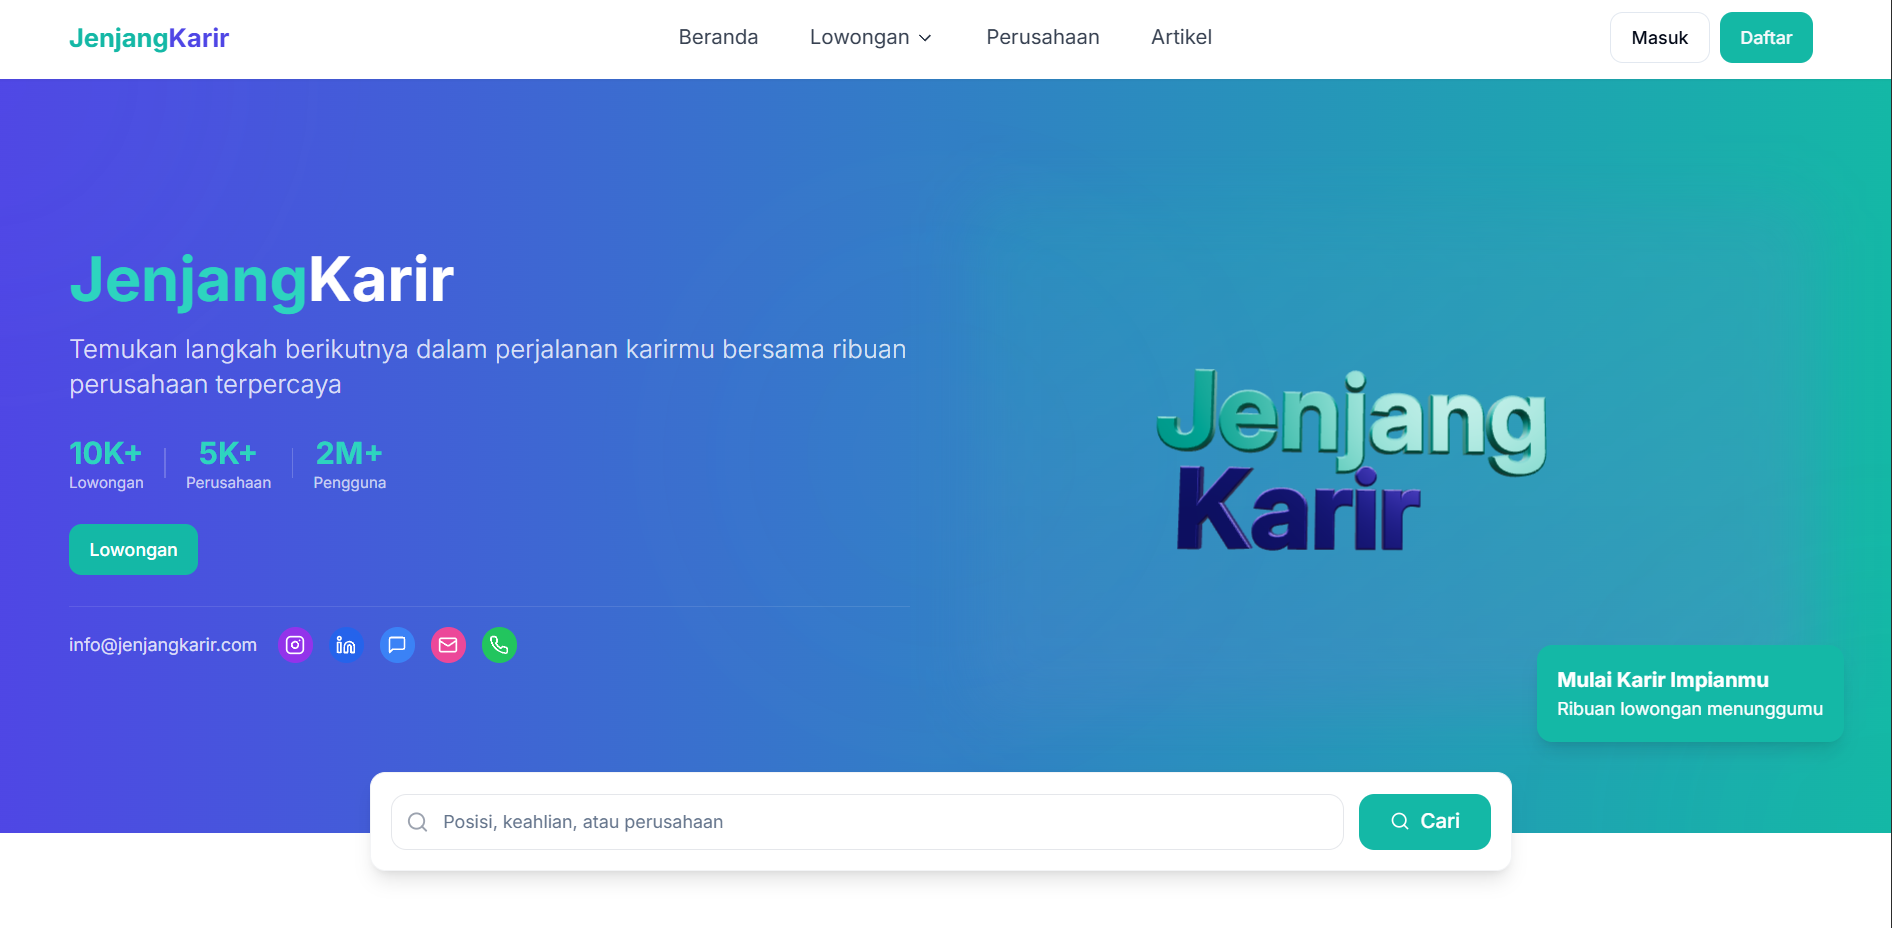 JenjangKarir
Beranda
Lowongan
Perusahaan
Artikel
Masuk
Daftar
JenjangKarir
Temukan langkah berikutnya dalam perjalanan karirmu bersama ribuan
perusahaan terpercaya
10K+
Lowongan
5K+
Perusahaan
2M+
Pengguna
Lowongan
info@jenjangkarir.com
Jenjang
Karir
Mulai Karir Impianmu
Ribuan lowongan menunggumu
Posisi, keahlian, atau perusahaan
Cari